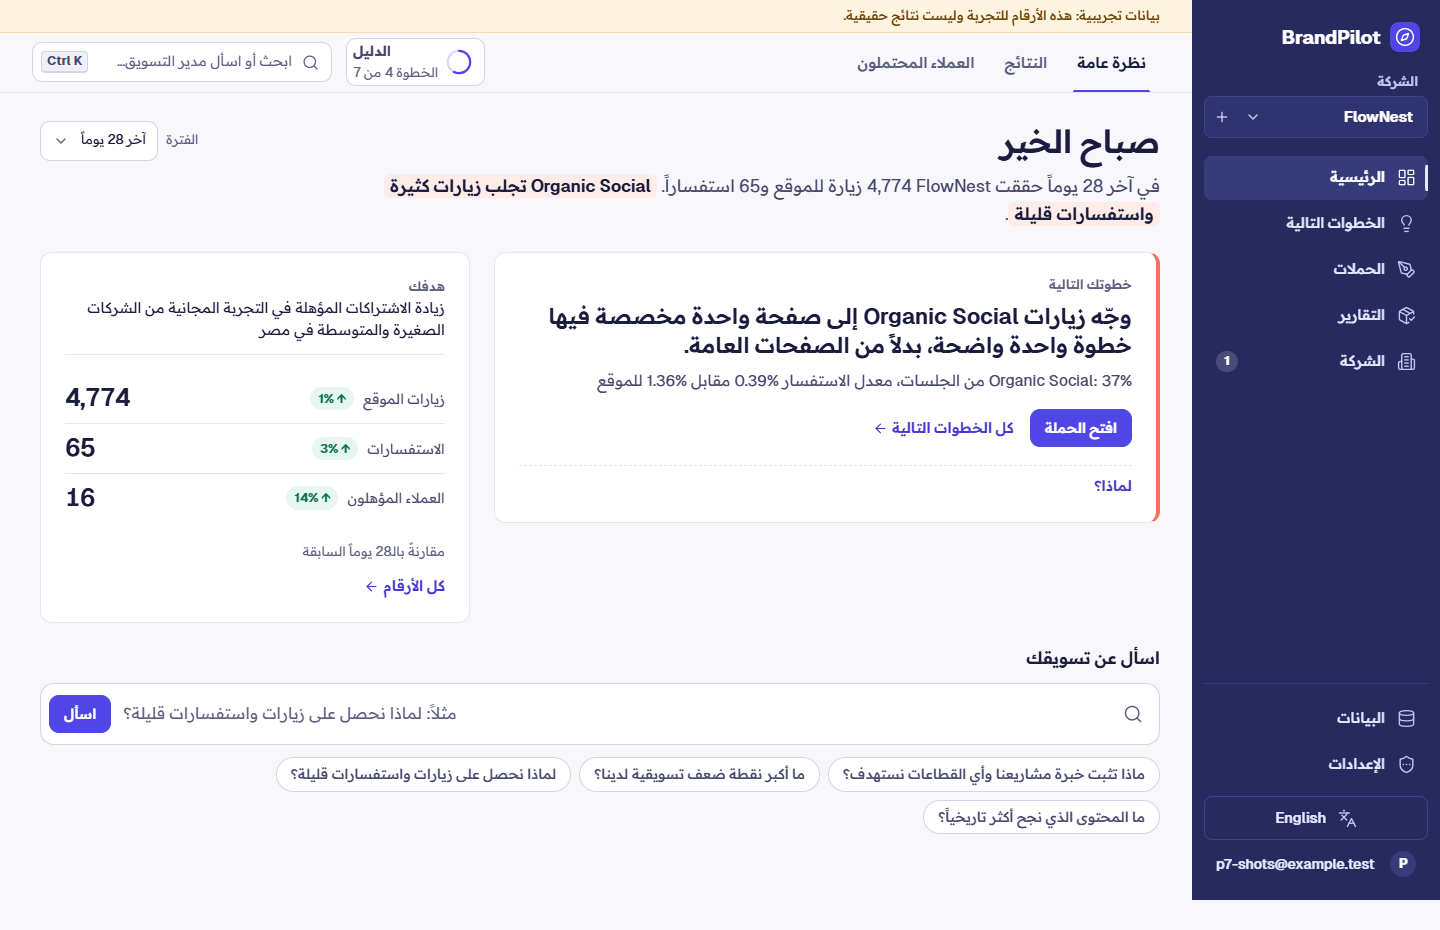 بيانات تجريبية: هذه الأرقام للتجربة وليست نتائج حقيقية.
BrandPilot
الشركة
FlowNest
الرئيسية
الخطوات التالية
الحملات
التقارير
الشركة
1
البيانات
الإعدادات
English
P
p7-shots@example.test
نظرة عامة
النتائج
العملاء المحتملون
الدليل
الخطوة 4 من 7
ابحث أو اسأل مدير التسويق...
Ctrl K
صباح الخير
الفترة
آخر 28 يوماً
في آخر 28 يوماً حققت FlowNest 4,774 زيارة للموقع و65 استفساراً. Organic Social تجلب زيارات كثيرة
واستفسارات قليلة .
خطوتك التالية
وجّه زيارات Organic Social إلى صفحة واحدة مخصصة فيها
خطوة واحدة واضحة، بدلاً من الصفحات العامة.
Organic Social: 37% من الجلسات، معدل الاستفسار 0.39% مقابل 1.36% للموقع
افتح الحملة
كل الخطوات التالية ←
لماذا؟
هدفك
زيادة الاشتراكات المؤهلة في التجربة المجانية من الشركات
الصغيرة والمتوسطة في مصر
زيارات الموقع ↑ 1% 4,774
الاستفسارات ↑ 3% 65
العملاء المؤهلون ↑ 14% 16
مقارنةً بالـ28 يوماً السابقة
كل الأرقام ←
اسأل عن تسويقك
مثلاً: لماذا نحصل على زيارات واستفسارات قليلة؟
اسأل
ماذا تثبت خبرة مشاريعنا وأي القطاعات نستهدف؟
ما أكبر نقطة ضعف تسويقية لدينا؟
لماذا نحصل على زيارات واستفسارات قليلة؟
ما المحتوى الذي نجح أكثر تاريخياً؟